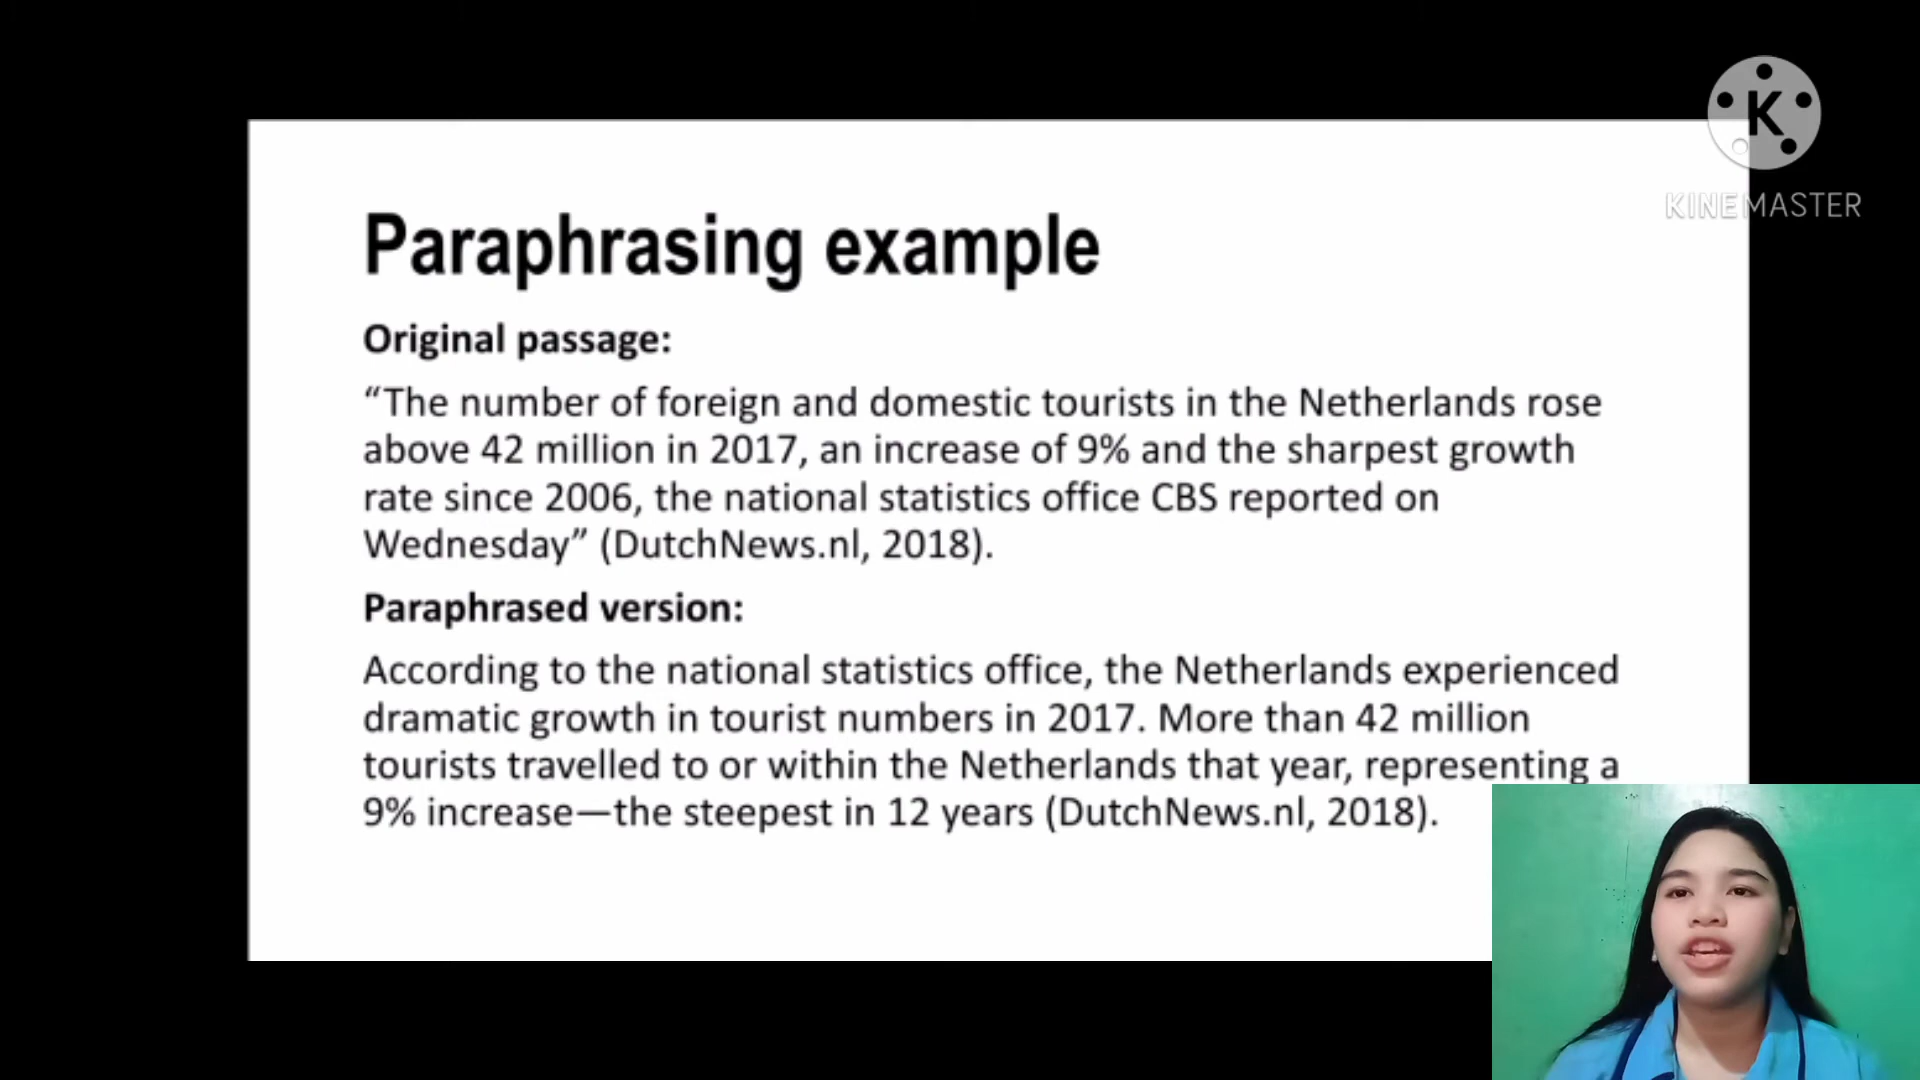 K
KINEMASTER
Paraphrasing example
Original passage:
“The number of foreign and domestic tourists in the Netherlands rose
above 42 million in 2017, an increase of 9% and the sharpest growth
rate since 2006, the national statistics office CBS reported on
Wednesday” (DutchNews.nl, 2018).
Paraphrased version:
According to the national statistics office, the Netherlands experienced
dramatic growth in tourist numbers in 2017. More than 42 million
tourists travelled to or within the Netherlands that year, representing a
9% increase—the steepest in 12 years (DutchNews.nl, 2018).